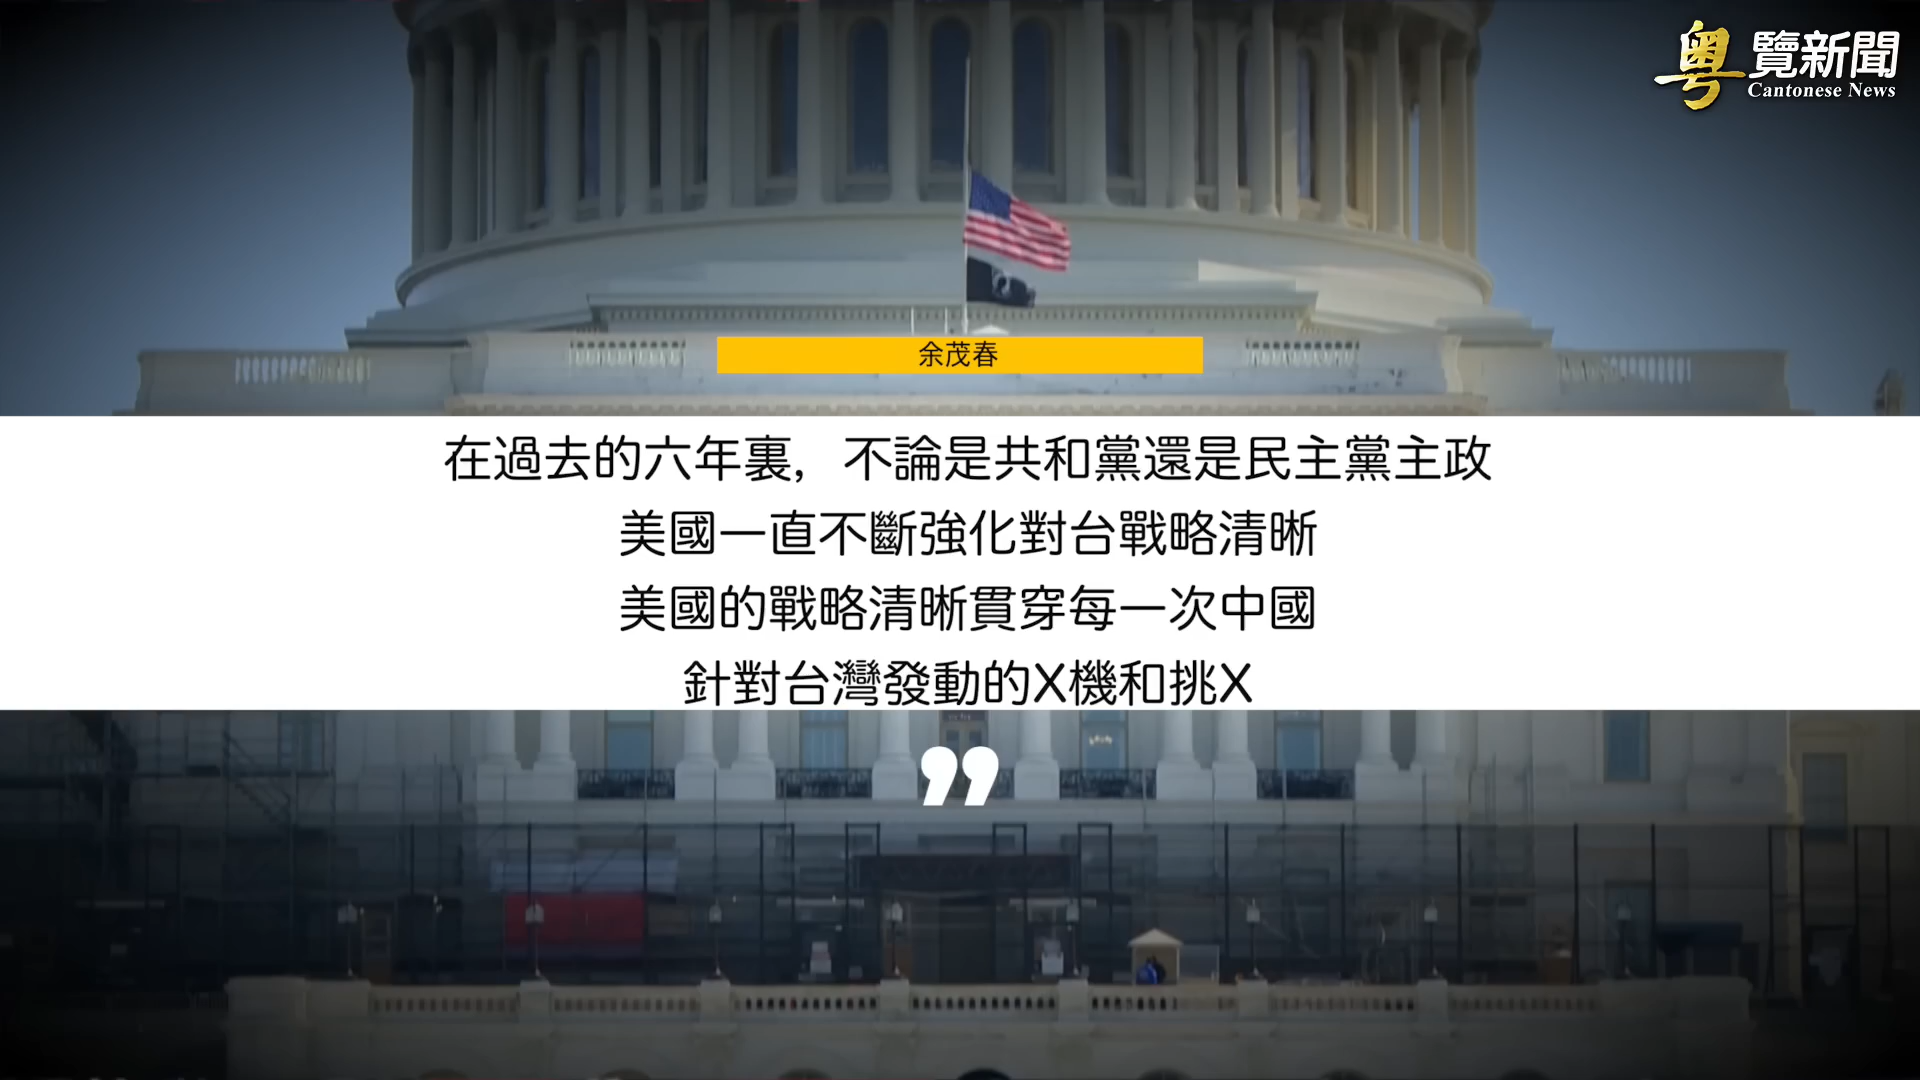 粵覽新聞
Cantonese News
余茂春
在過去的六年裏，不論是共和黨還是民主黨主政
美國一直不斷強化對台戰略清晰
美國的戰略清晰貫穿每一次中國
針對台灣發動的X機和挑X
”